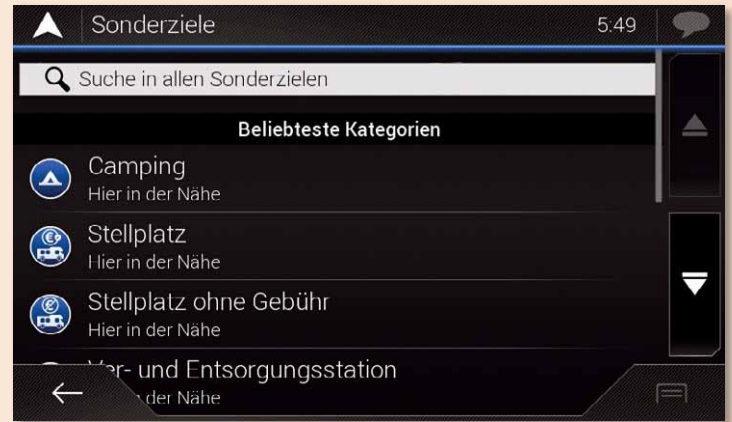 Sonderziele
5:49
Suche in allen Sonderzielen
Beliebteste Kategorien
Camping
Hier in der Nähe
Stellplatz
Hier in der Nähe
Stellplatz ohne Gebühr
Hier in der Nähe
Ver- und Entsorgungsstation
der Nähe